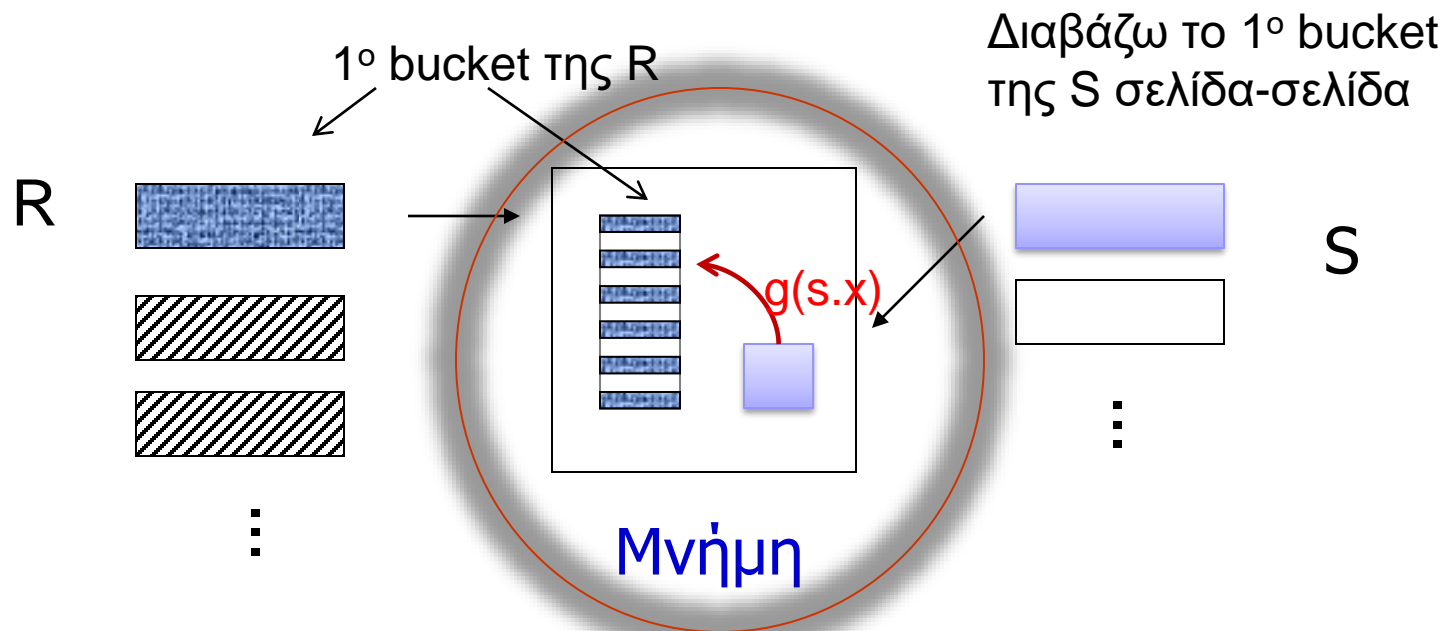 1ο bucket της R
Διαβάζω το 1ο bucket
της S σελίδα-σελίδα
R
S
g(s.x)
Μνήμη